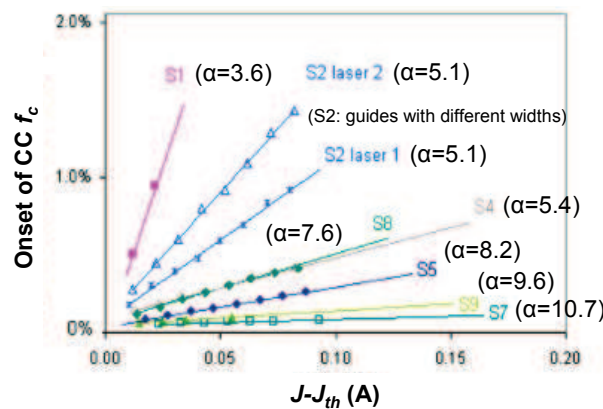 2.0%
S1 (α=3.6)
S2 laser 2 (α=5.1)
(S2: guides with different widths)
1.0%
S2 laser 1 (α=5.1)
S4 (α=5.4)
(α=7.6) S8
(α=8.2)
S5
(α=9.6)
S9
S7 (α=10.7)
0%
0.00 0.05 0.10 0.15 0.20
J-Jth (A)
Onset of CC fc